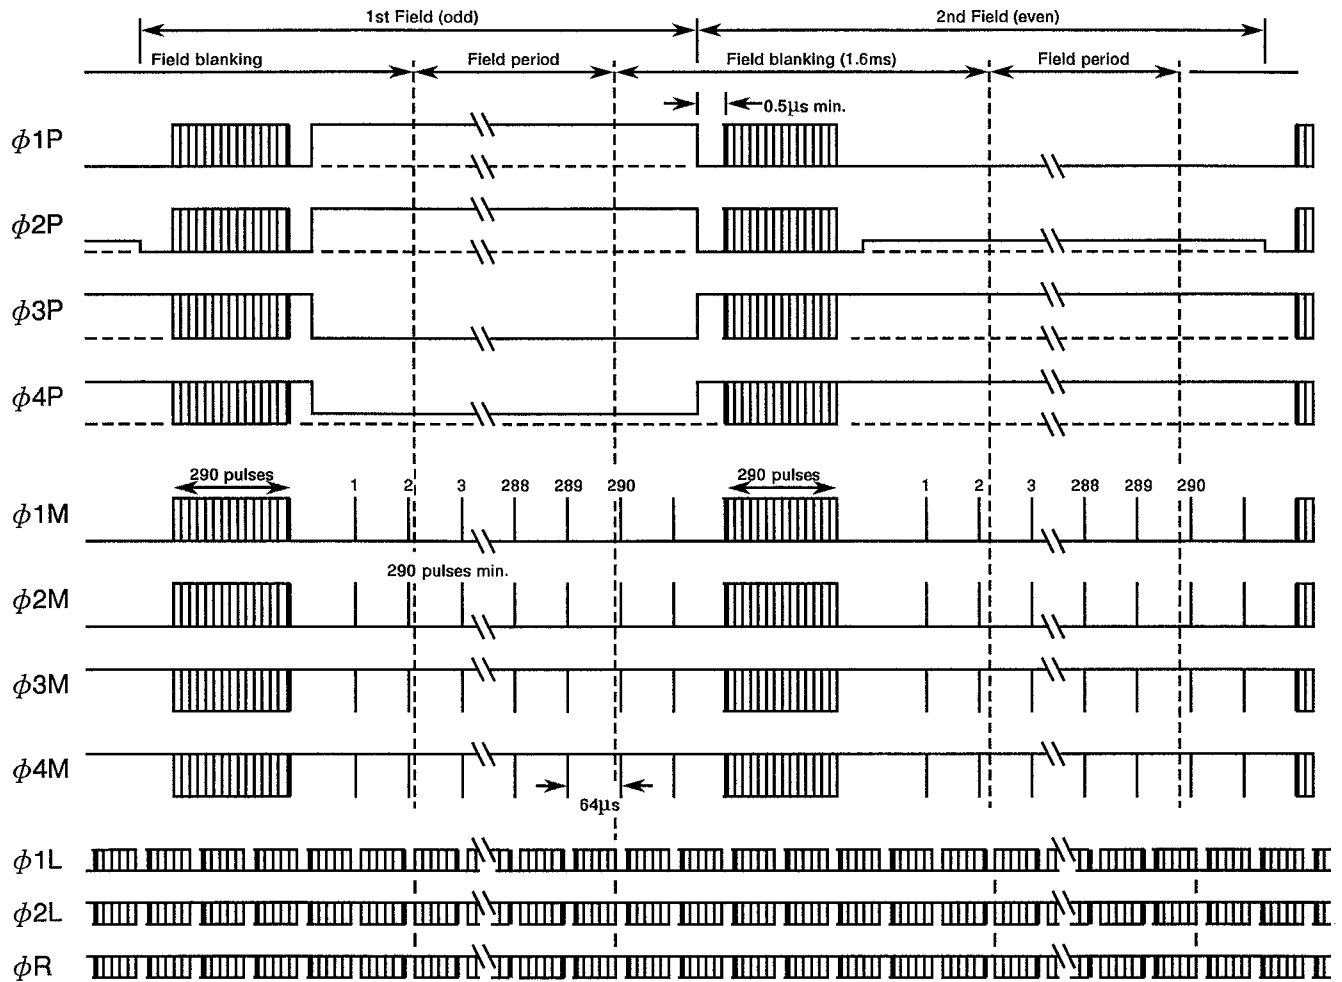 1st Field (odd) 2nd Field (even)
Field blanking Field period Field blanking (1.6ms) Field period
0.5µs min.
ϕ1P
ϕ2P
ϕ3P
ϕ4P
290 pulses 290 pulses
1 2 3 288 289 290 1 2 3 288 289 290
ϕ1M
290 pulses min.
ϕ2M
ϕ3M
ϕ4M
64µs
ϕ1L
ϕ2L
ϕR